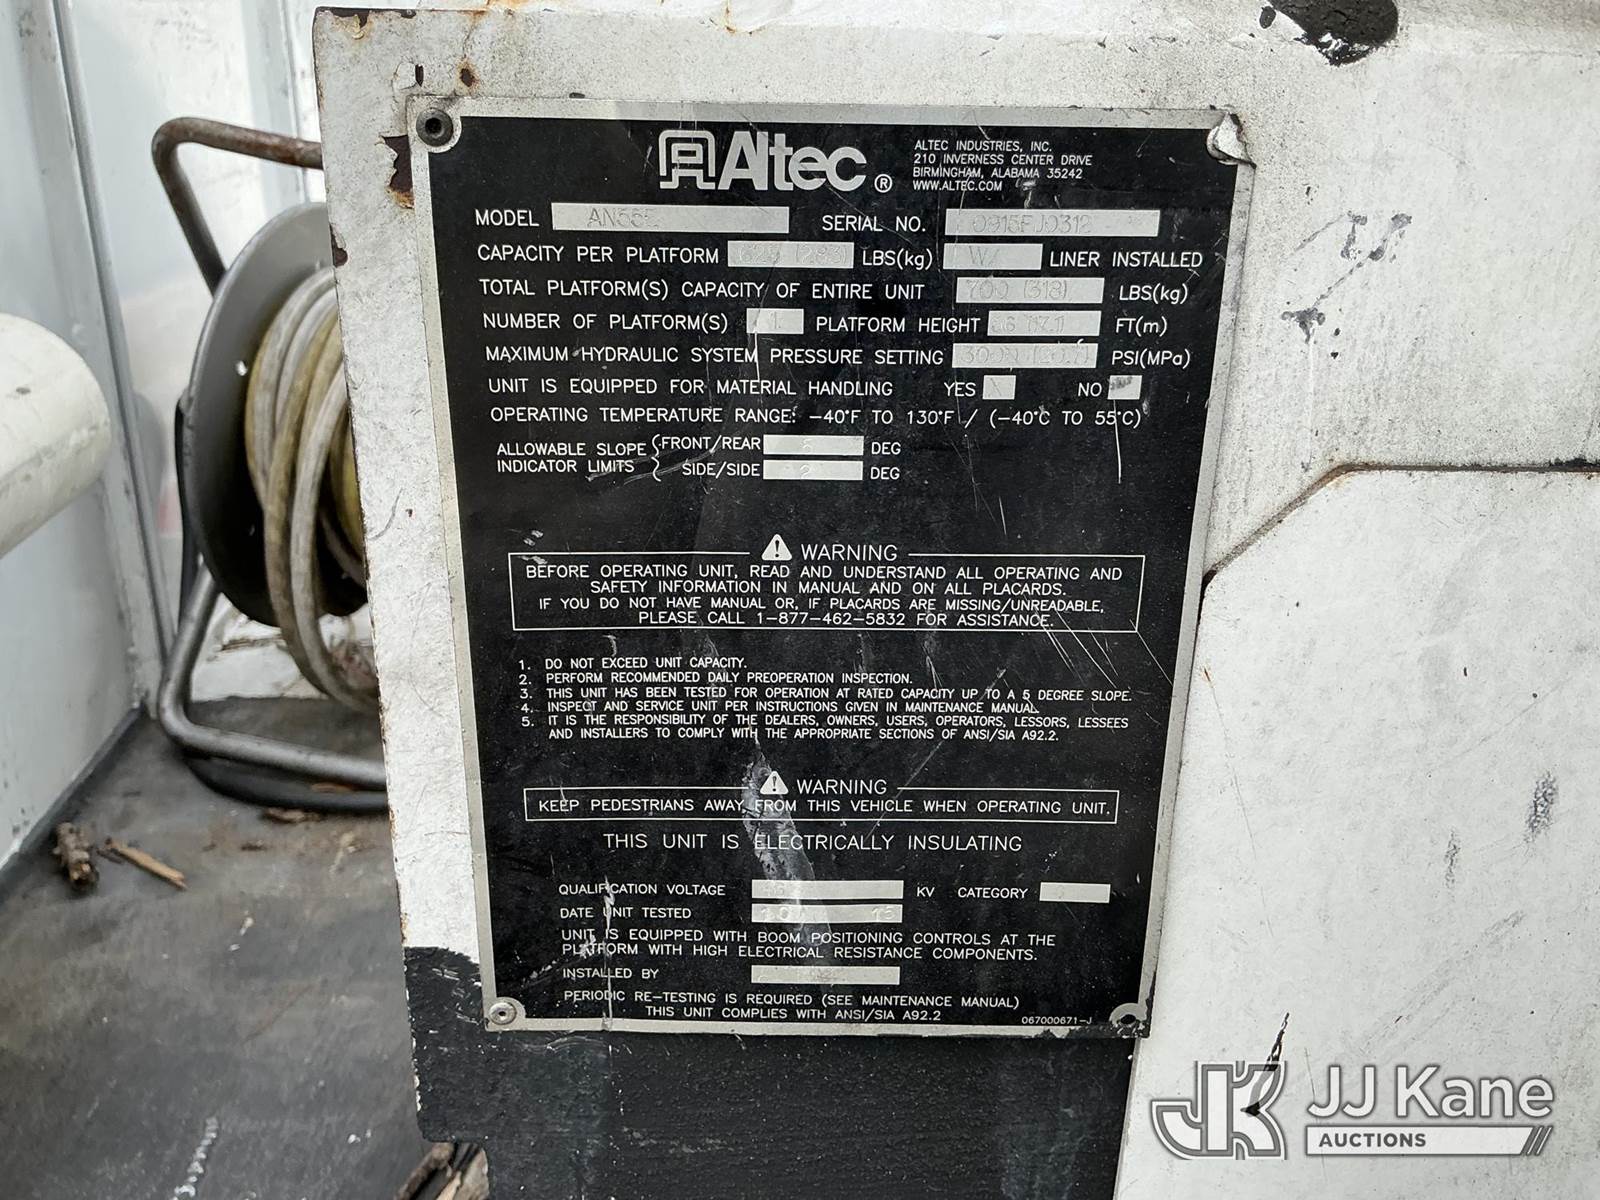 Altec®
ALTEC INDUSTRIES, INC.
210 INVERNESS CENTER DRIVE
BIRMINGHAM, ALABAMA 35242
WWW.ALTEC.COM
MODEL SERIAL NO. 0915FJ0312
CAPACITY PER PLATFORM LBS(kg) W/ LINER INSTALLED
TOTAL PLATFORM(S) CAPACITY OF ENTIRE UNIT 700 (318) LBS(kg)
NUMBER OF PLATFORM(S) 1 PLATFORM HEIGHT FT(m)
MAXIMUM HYDRAULIC SYSTEM PRESSURE SETTING 3000 (20.7) PSI(MPa)
UNIT IS EQUIPPED FOR MATERIAL HANDLING YES NO
OPERATING TEMPERATURE RANGE: -40°F TO 130°F / (-40°C TO 55°C)
ALLOWABLE SLOPE { FRONT/REAR 5 DEG
INDICATOR LIMITS SIDE/SIDE 2 DEG
WARNING
BEFORE OPERATING UNIT, READ AND UNDERSTAND ALL OPERATING AND
SAFETY INFORMATION IN MANUAL AND ON ALL PLACARDS.
IF YOU DO NOT HAVE MANUAL OR, IF PLACARDS ARE MISSING/UNREADABLE,
PLEASE CALL 1-877-462-5832 FOR ASSISTANCE.
1. DO NOT EXCEED UNIT CAPACITY.
2. PERFORM RECOMMENDED DAILY PREOPERATION INSPECTION.
3. THIS UNIT HAS BEEN TESTED FOR OPERATION AT RATED CAPACITY UP TO A 5 DEGREE SLOPE.
4. INSPECT AND SERVICE UNIT PER INSTRUCTIONS GIVEN IN MAINTENANCE MANUAL.
5. IT IS THE RESPONSIBILITY OF THE DEALERS, OWNERS, USERS, OPERATORS, LESSORS, LESSEES
AND INSTALLERS TO COMPLY WITH THE APPROPRIATE SECTIONS OF ANSI/SIA A92.2.
WARNING
KEEP PEDESTRIANS AWAY FROM THIS VEHICLE WHEN OPERATING UNIT.
THIS UNIT IS ELECTRICALLY INSULATING
QUALIFICATION VOLTAGE KV CATEGORY
DATE UNIT TESTED 10 15
UNIT IS EQUIPPED WITH BOOM POSITIONING CONTROLS AT THE
PLATFORM WITH HIGH ELECTRICAL RESISTANCE COMPONENTS.
INSTALLED BY
PERIODIC RE-TESTING IS REQUIRED (SEE MAINTENANCE MANUAL)
THIS UNIT COMPLIES WITH ANSI/SIA A92.2
067000671-J
JK JJ Kane
AUCTIONS